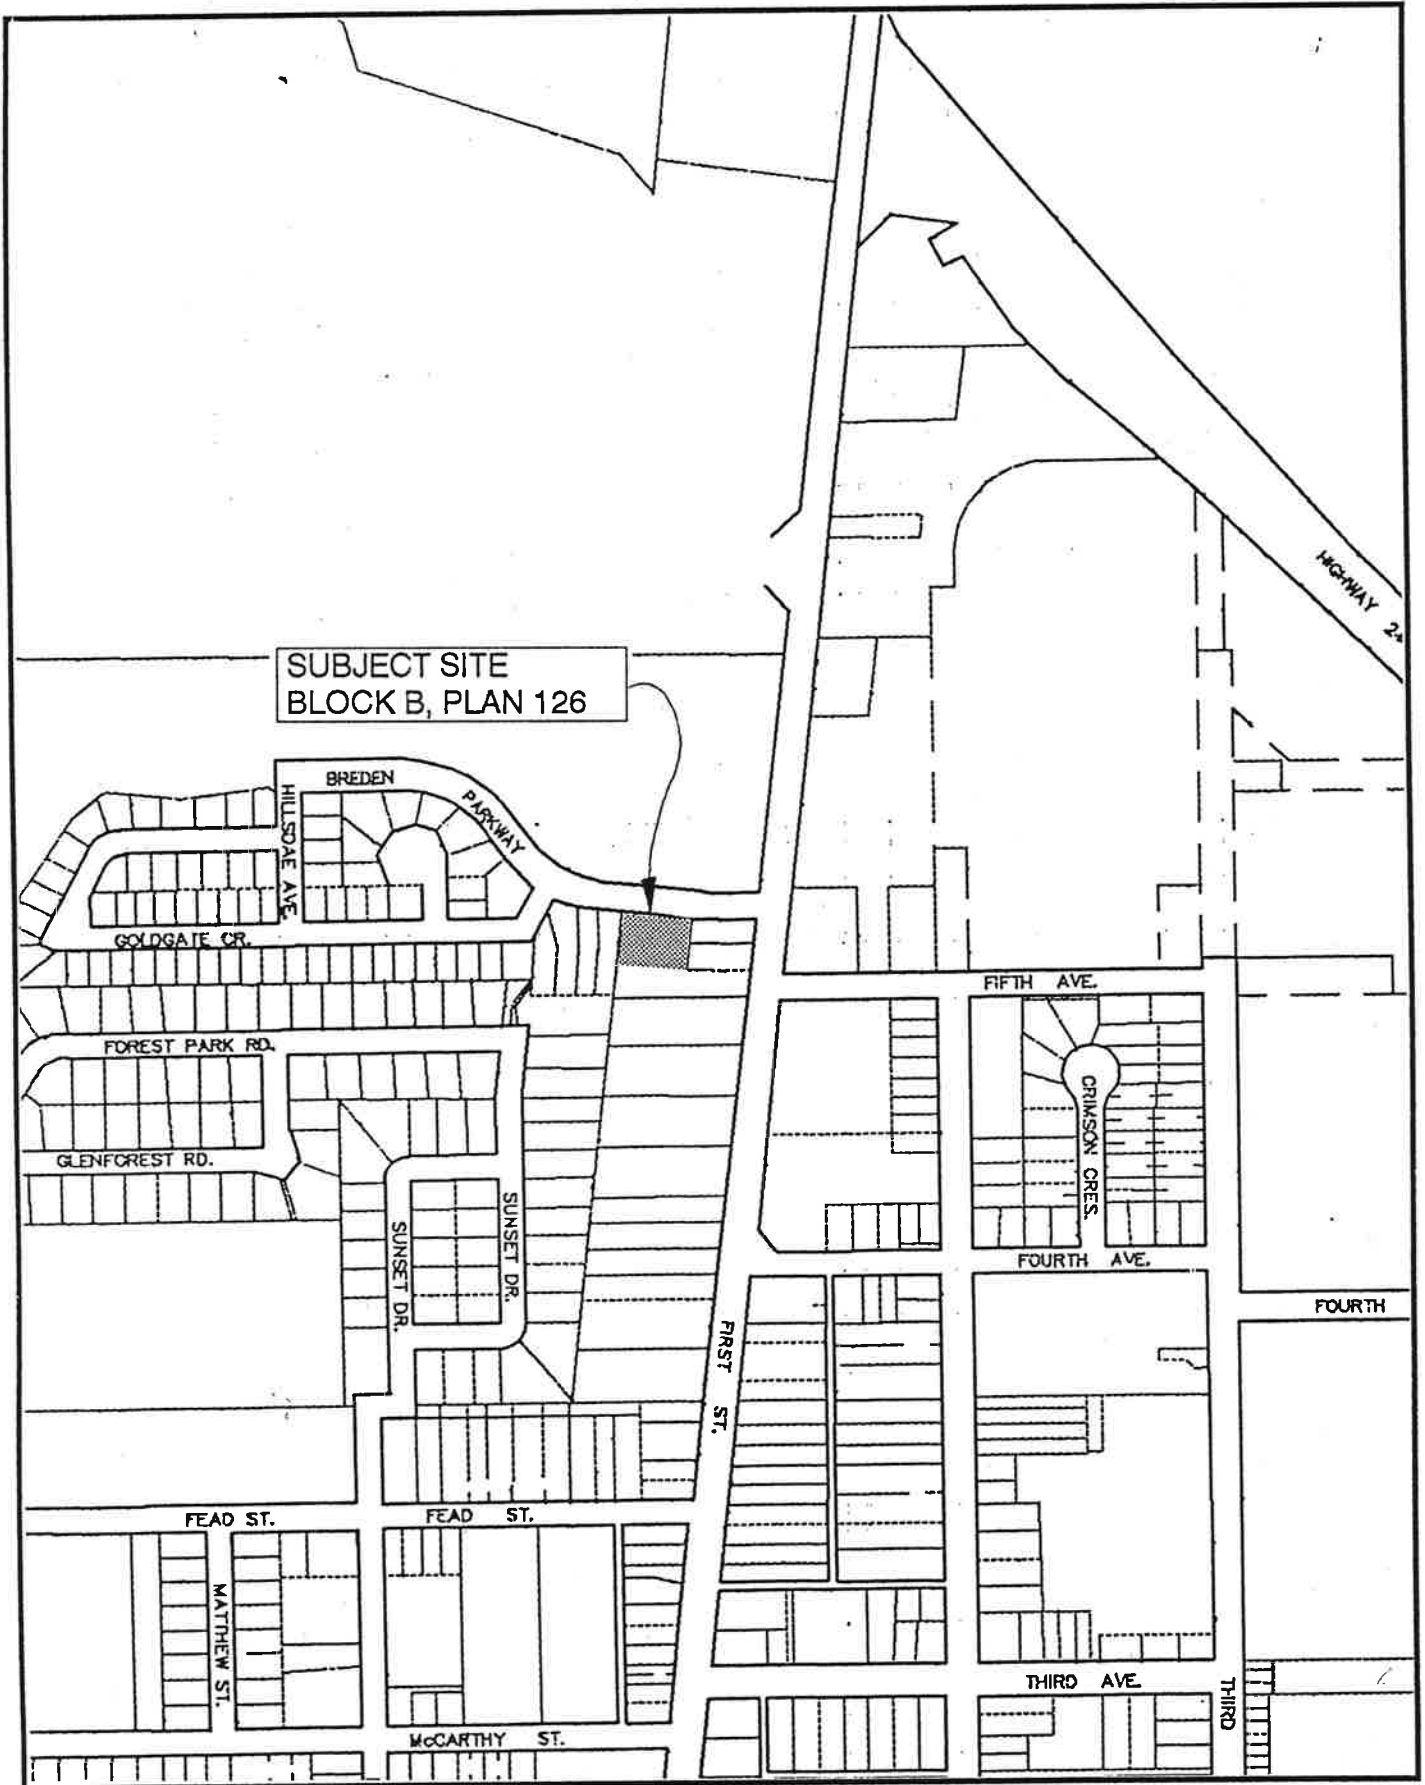 HIGHWAY
SUBJECT SITE
BLOCK B, PLAN 126
BREDEN
PARKWAY
HILLSDAE AVE.
GOLDGATE CR.
FIFTH AVE.
FOREST PARK RD.
CRIMSON CRES.
GLENFOREST RD.
SUNSET DR.
SUNSET DR.
FOURTH AVE.
FOURTH
FIRST ST.
FEAD ST.
FEAD ST.
MATTHEW ST.
THIRD AVE.
THIRD
McCARTHY ST.